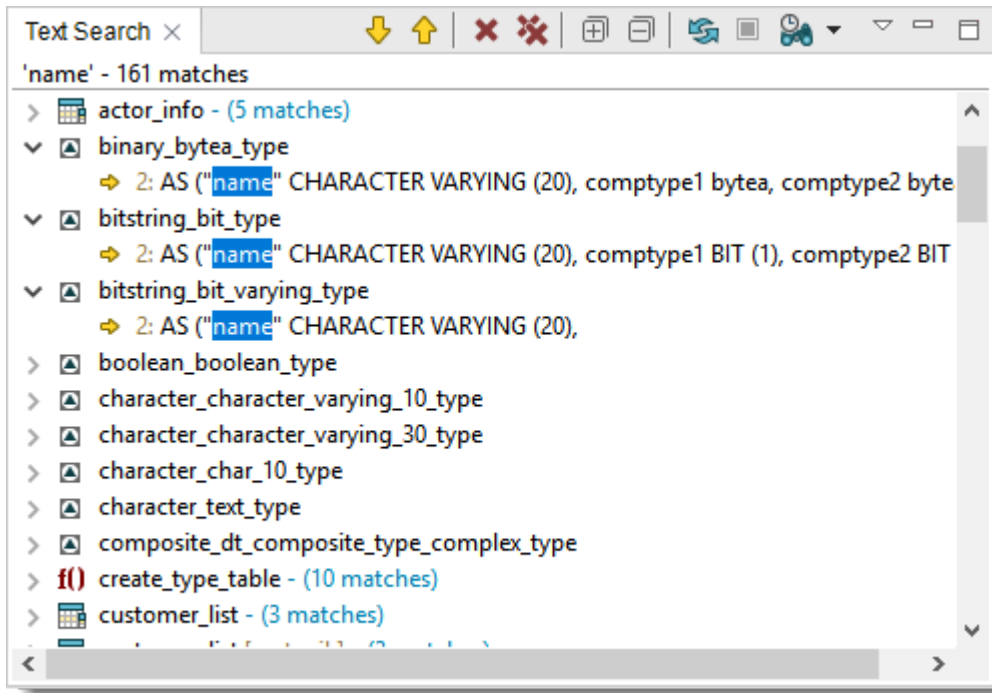 Text Search
'name' - 161 matches
actor_info - (5 matches)
binary_bytea_type
2: AS ("name" CHARACTER VARYING (20), comptype1 bytea, comptype2 byte
bitstring_bit_type
2: AS ("name" CHARACTER VARYING (20), comptype1 BIT (1), comptype2 BIT
bitstring_bit_varying_type
2: AS ("name" CHARACTER VARYING (20),
boolean_boolean_type
character_character_varying_10_type
character_character_varying_30_type
character_char_10_type
character_text_type
composite_dt_composite_type_complex_type
f() create_type_table - (10 matches)
customer_list - (3 matches)